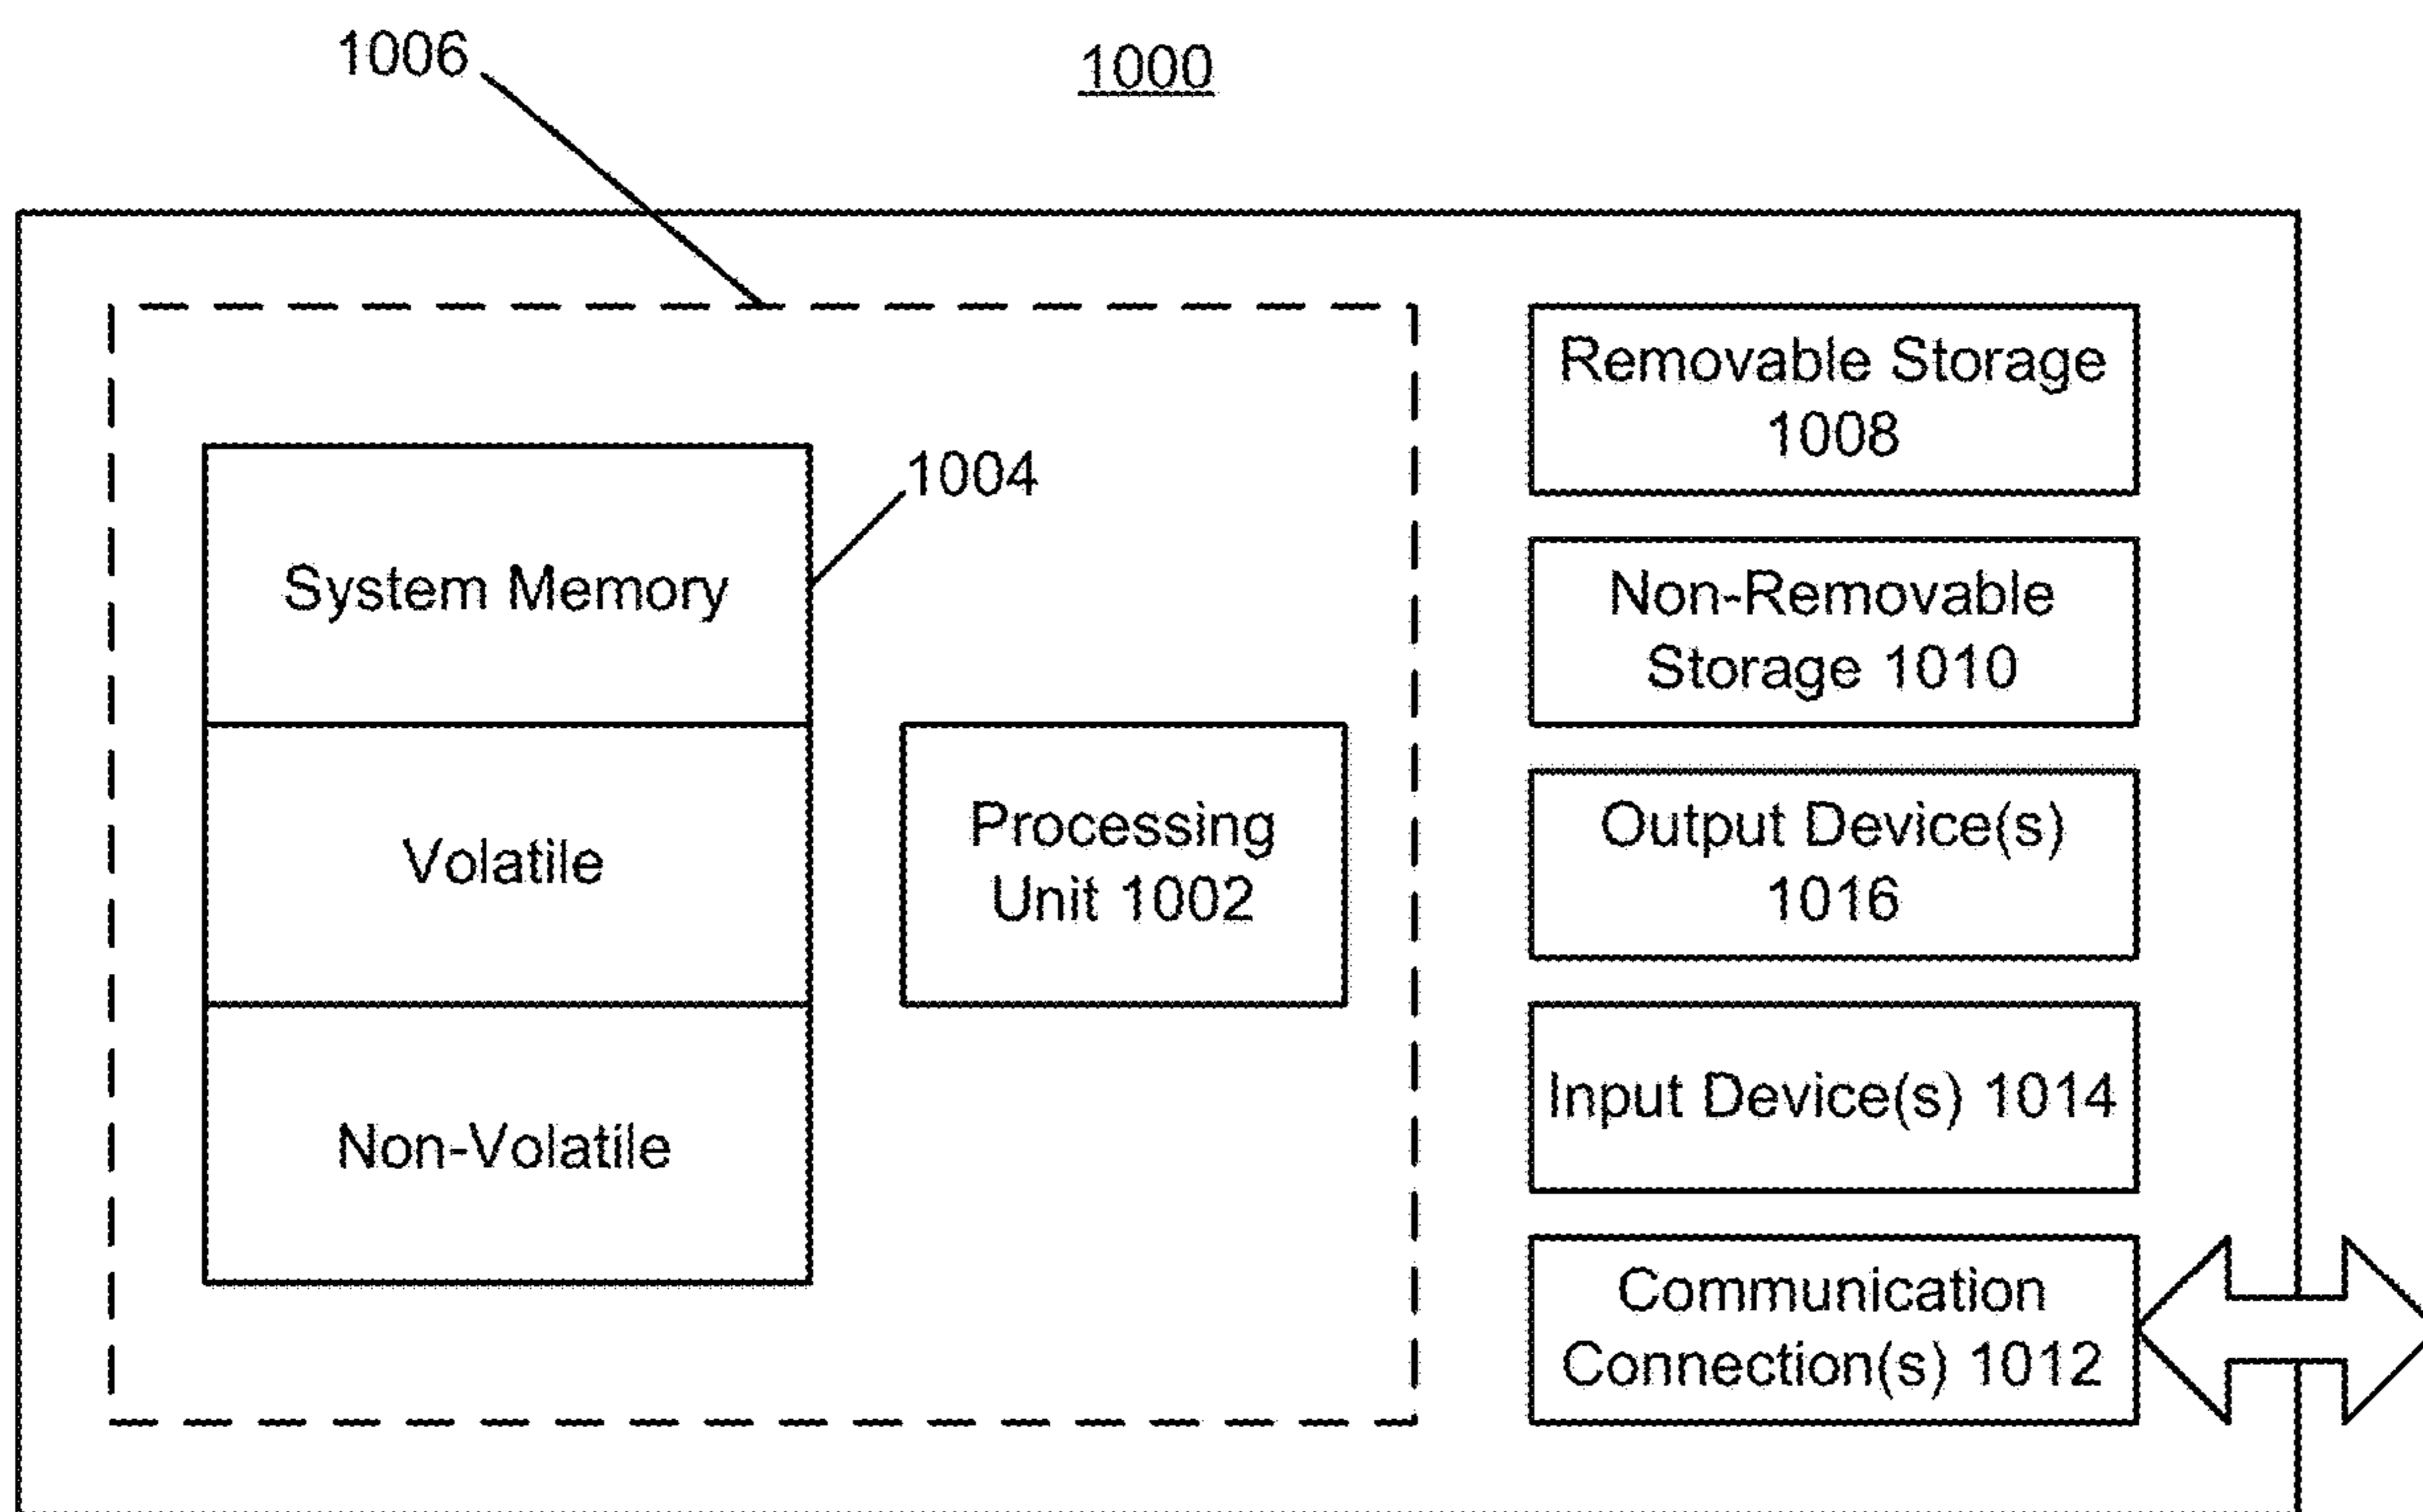 1006
1000
1004
System Memory
Volatile
Non-Volatile
Processing
Unit 1002
Removable Storage
1008
Non-Removable
Storage 1010
Output Device(s)
1016
Input Device(s) 1014
Communication
Connection(s) 1012